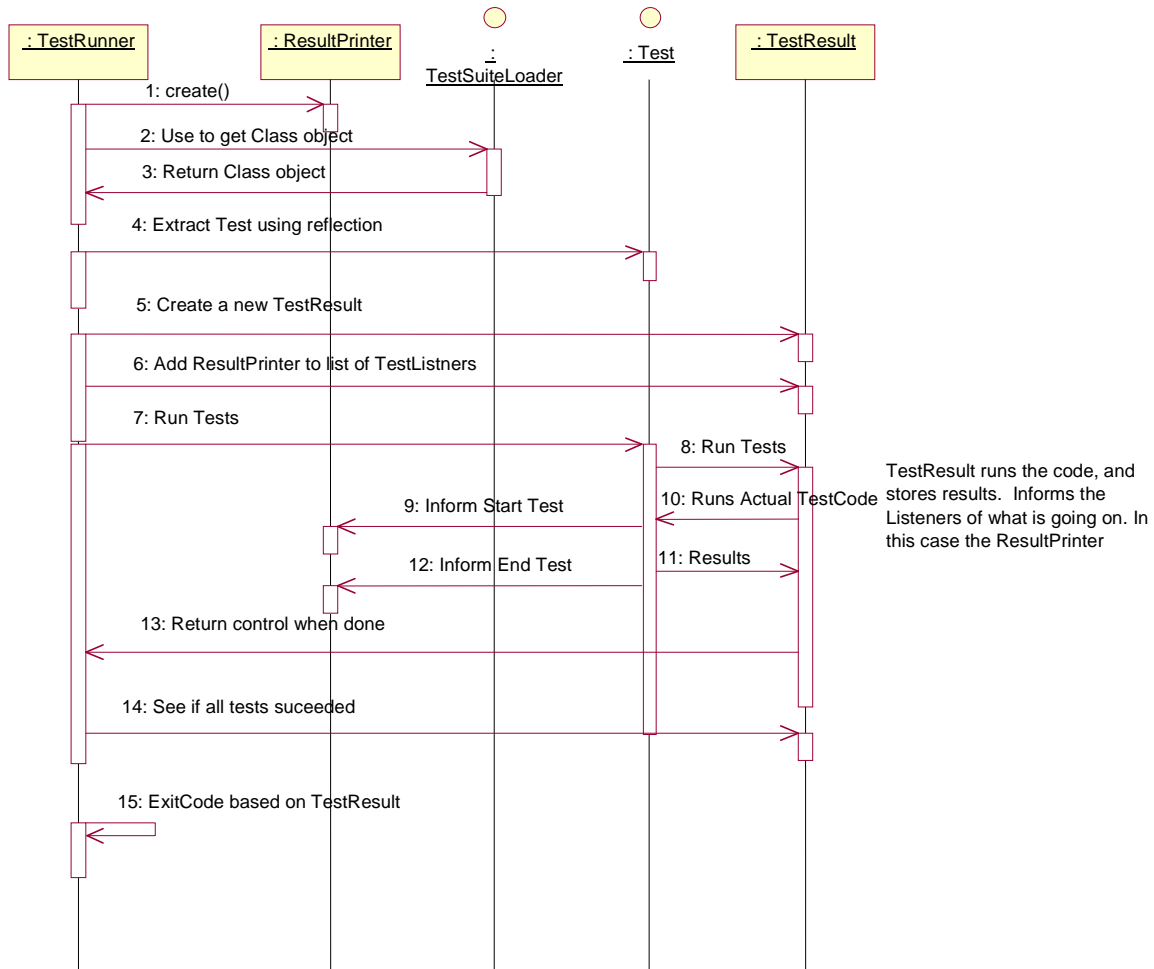 : TestRunner
: ResultPrinter
:
TestSuiteLoader
: Test
: TestResult
1: create()
2: Use to get Class object
3: Return Class object
4: Extract Test using reflection
5: Create a new TestResult
6: Add ResultPrinter to list of TestListners
7: Run Tests
8: Run Tests
9: Inform Start Test
10: Runs Actual TestCode
11: Results
12: Inform End Test
13: Return control when done
14: See if all tests suceeded
15: ExitCode based on TestResult
TestResult runs the code, and
stores results.  Informs the
Listeners of what is going on. In
this case the ResultPrinter